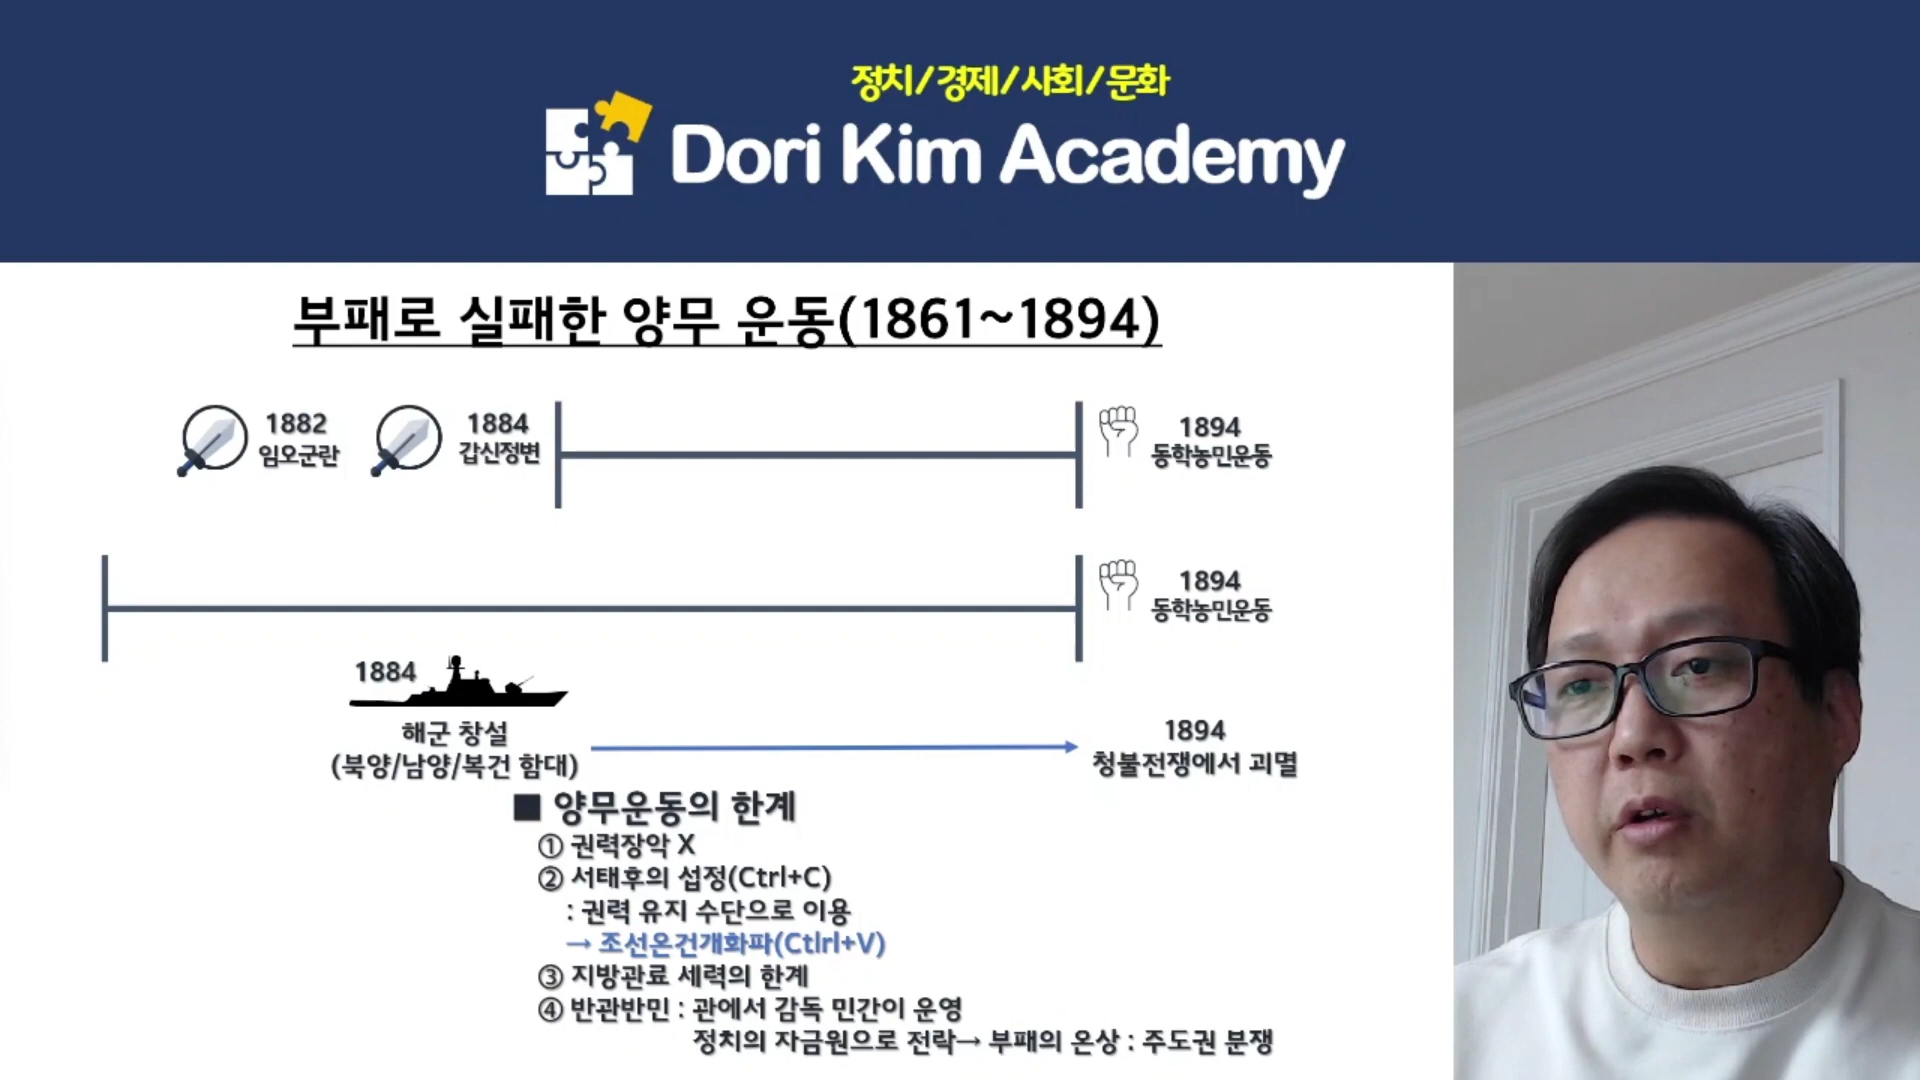 정치/경제/사회/문화
Dori Kim Academy
부패로 실패한 양무 운동(1861~1894)
1882
임오군란
1884
갑신정변
1894
동학농민운동
1894
동학농민운동
1884
해군 창설
(북양/남양/복건 함대)
1894
청불전쟁에서 괴멸
■ 양무운동의 한계
① 권력장악 X
② 서태후의 섭정(Ctrl+C)
: 권력 유지 수단으로 이용
→ 조선온건개화파(Ctlrl+V)
③ 지방관료 세력의 한계
④ 반관반민 : 관에서 감독 민간이 운영
정치의 자금원으로 전락→ 부패의 온상 : 주도권 분쟁